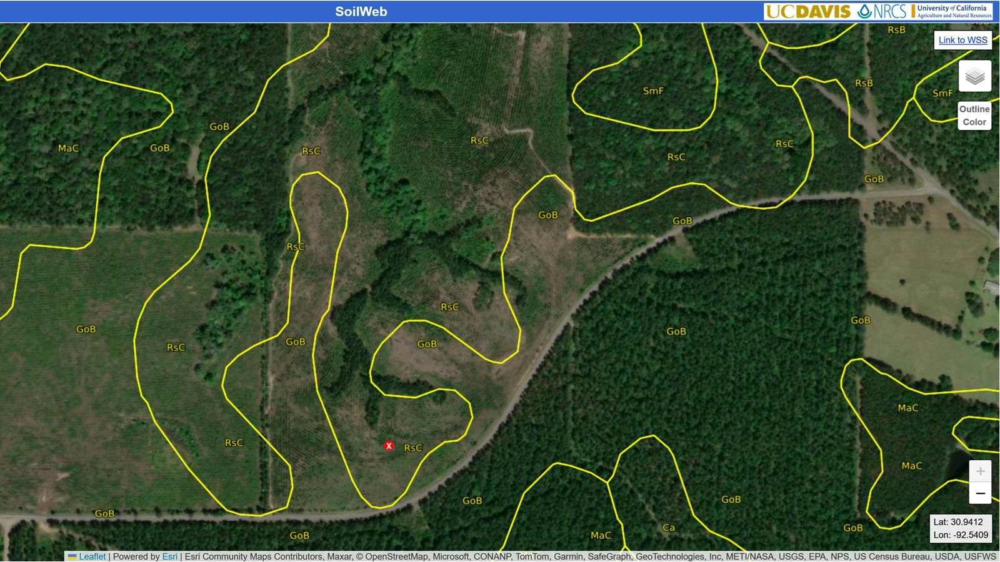 SoilWeb
UCDAVIS
NRCS
University of California
Agriculture and Natural Resources
Link to WSS
Outline
Color
RsB
RsB
RsB
SmF
SmF
GoB
MaC
GoB
RsC
RsC
RsC
RsC
GoB
GoB
GoB
RsC
RsC
GoB
GoB
GoB
RsC
GoB
GoB
RsC
MaC
RsC
X
RsC
MaC
GoB
GoB
GoB
GoB
MaC
Ca
GoB
+
−
Lat: 30.9412
Lon: -92.5409
Leaflet | Powered by Esri | Esri Community Maps Contributors, Maxar, © OpenStreetMap, Microsoft, CONANP, TomTom, Garmin, SafeGraph, GeoTechnologies, Inc, METI/NASA, USGS, EPA, NPS, US Census Bureau, USDA, USFWS